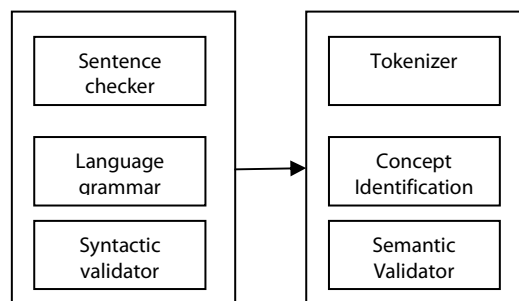 Sentence
checker
Language
grammar
Syntactic
validator
Tokenizer
Concept
Identification
Semantic
Validator